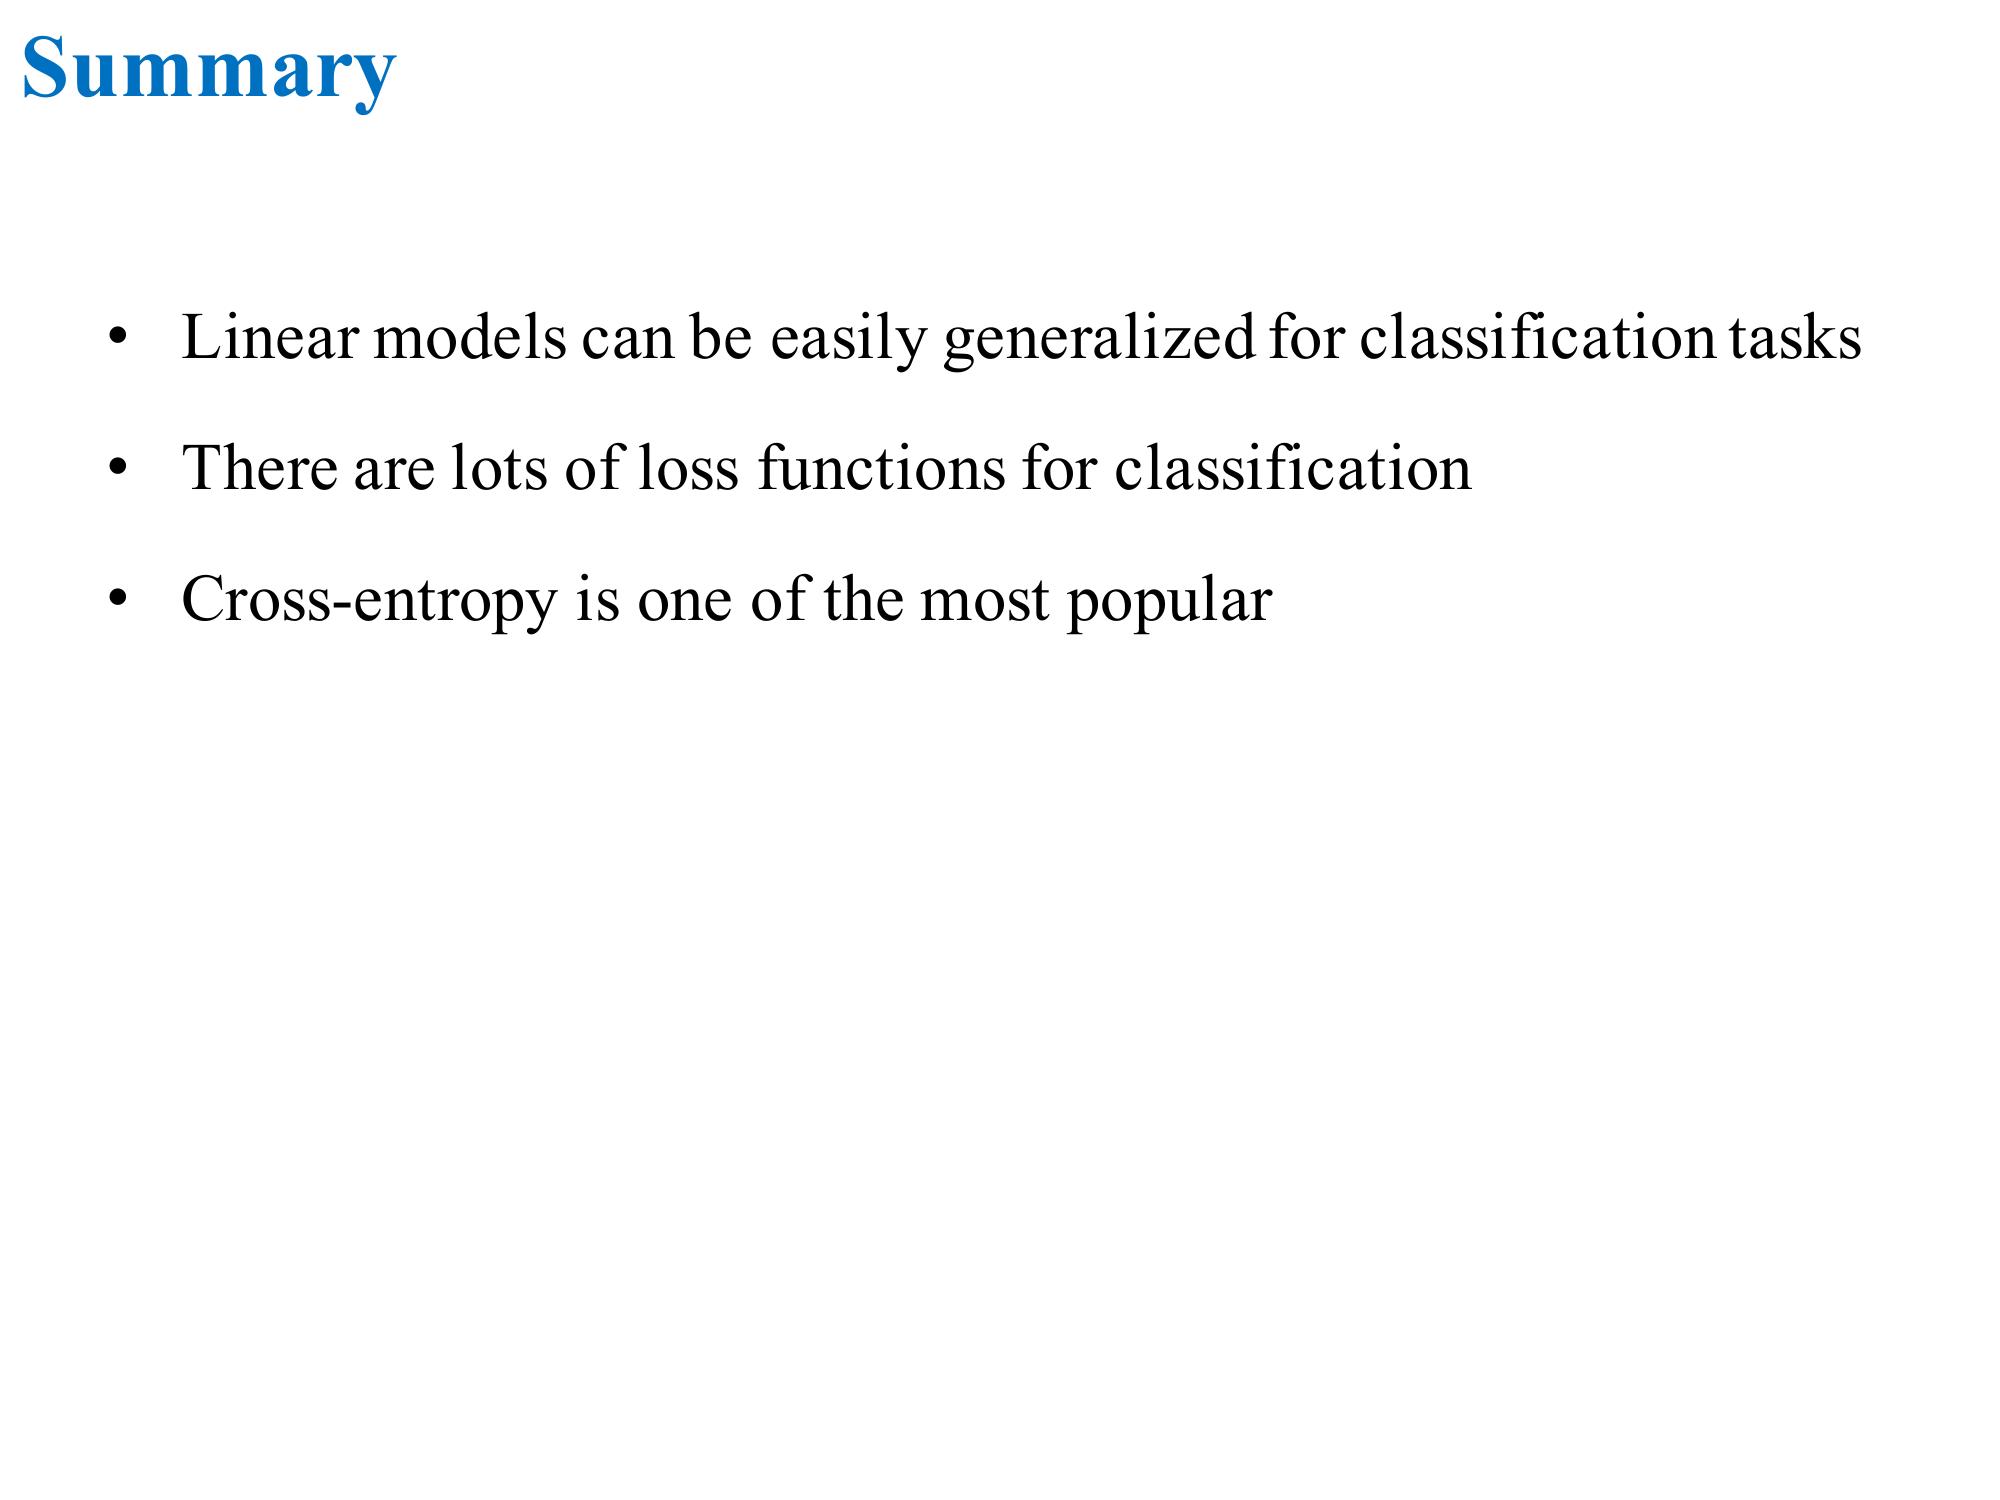 Summary
• Linear models can be easily generalized for classification tasks
• There are lots of loss functions for classification
• Cross-entropy is one of the most popular